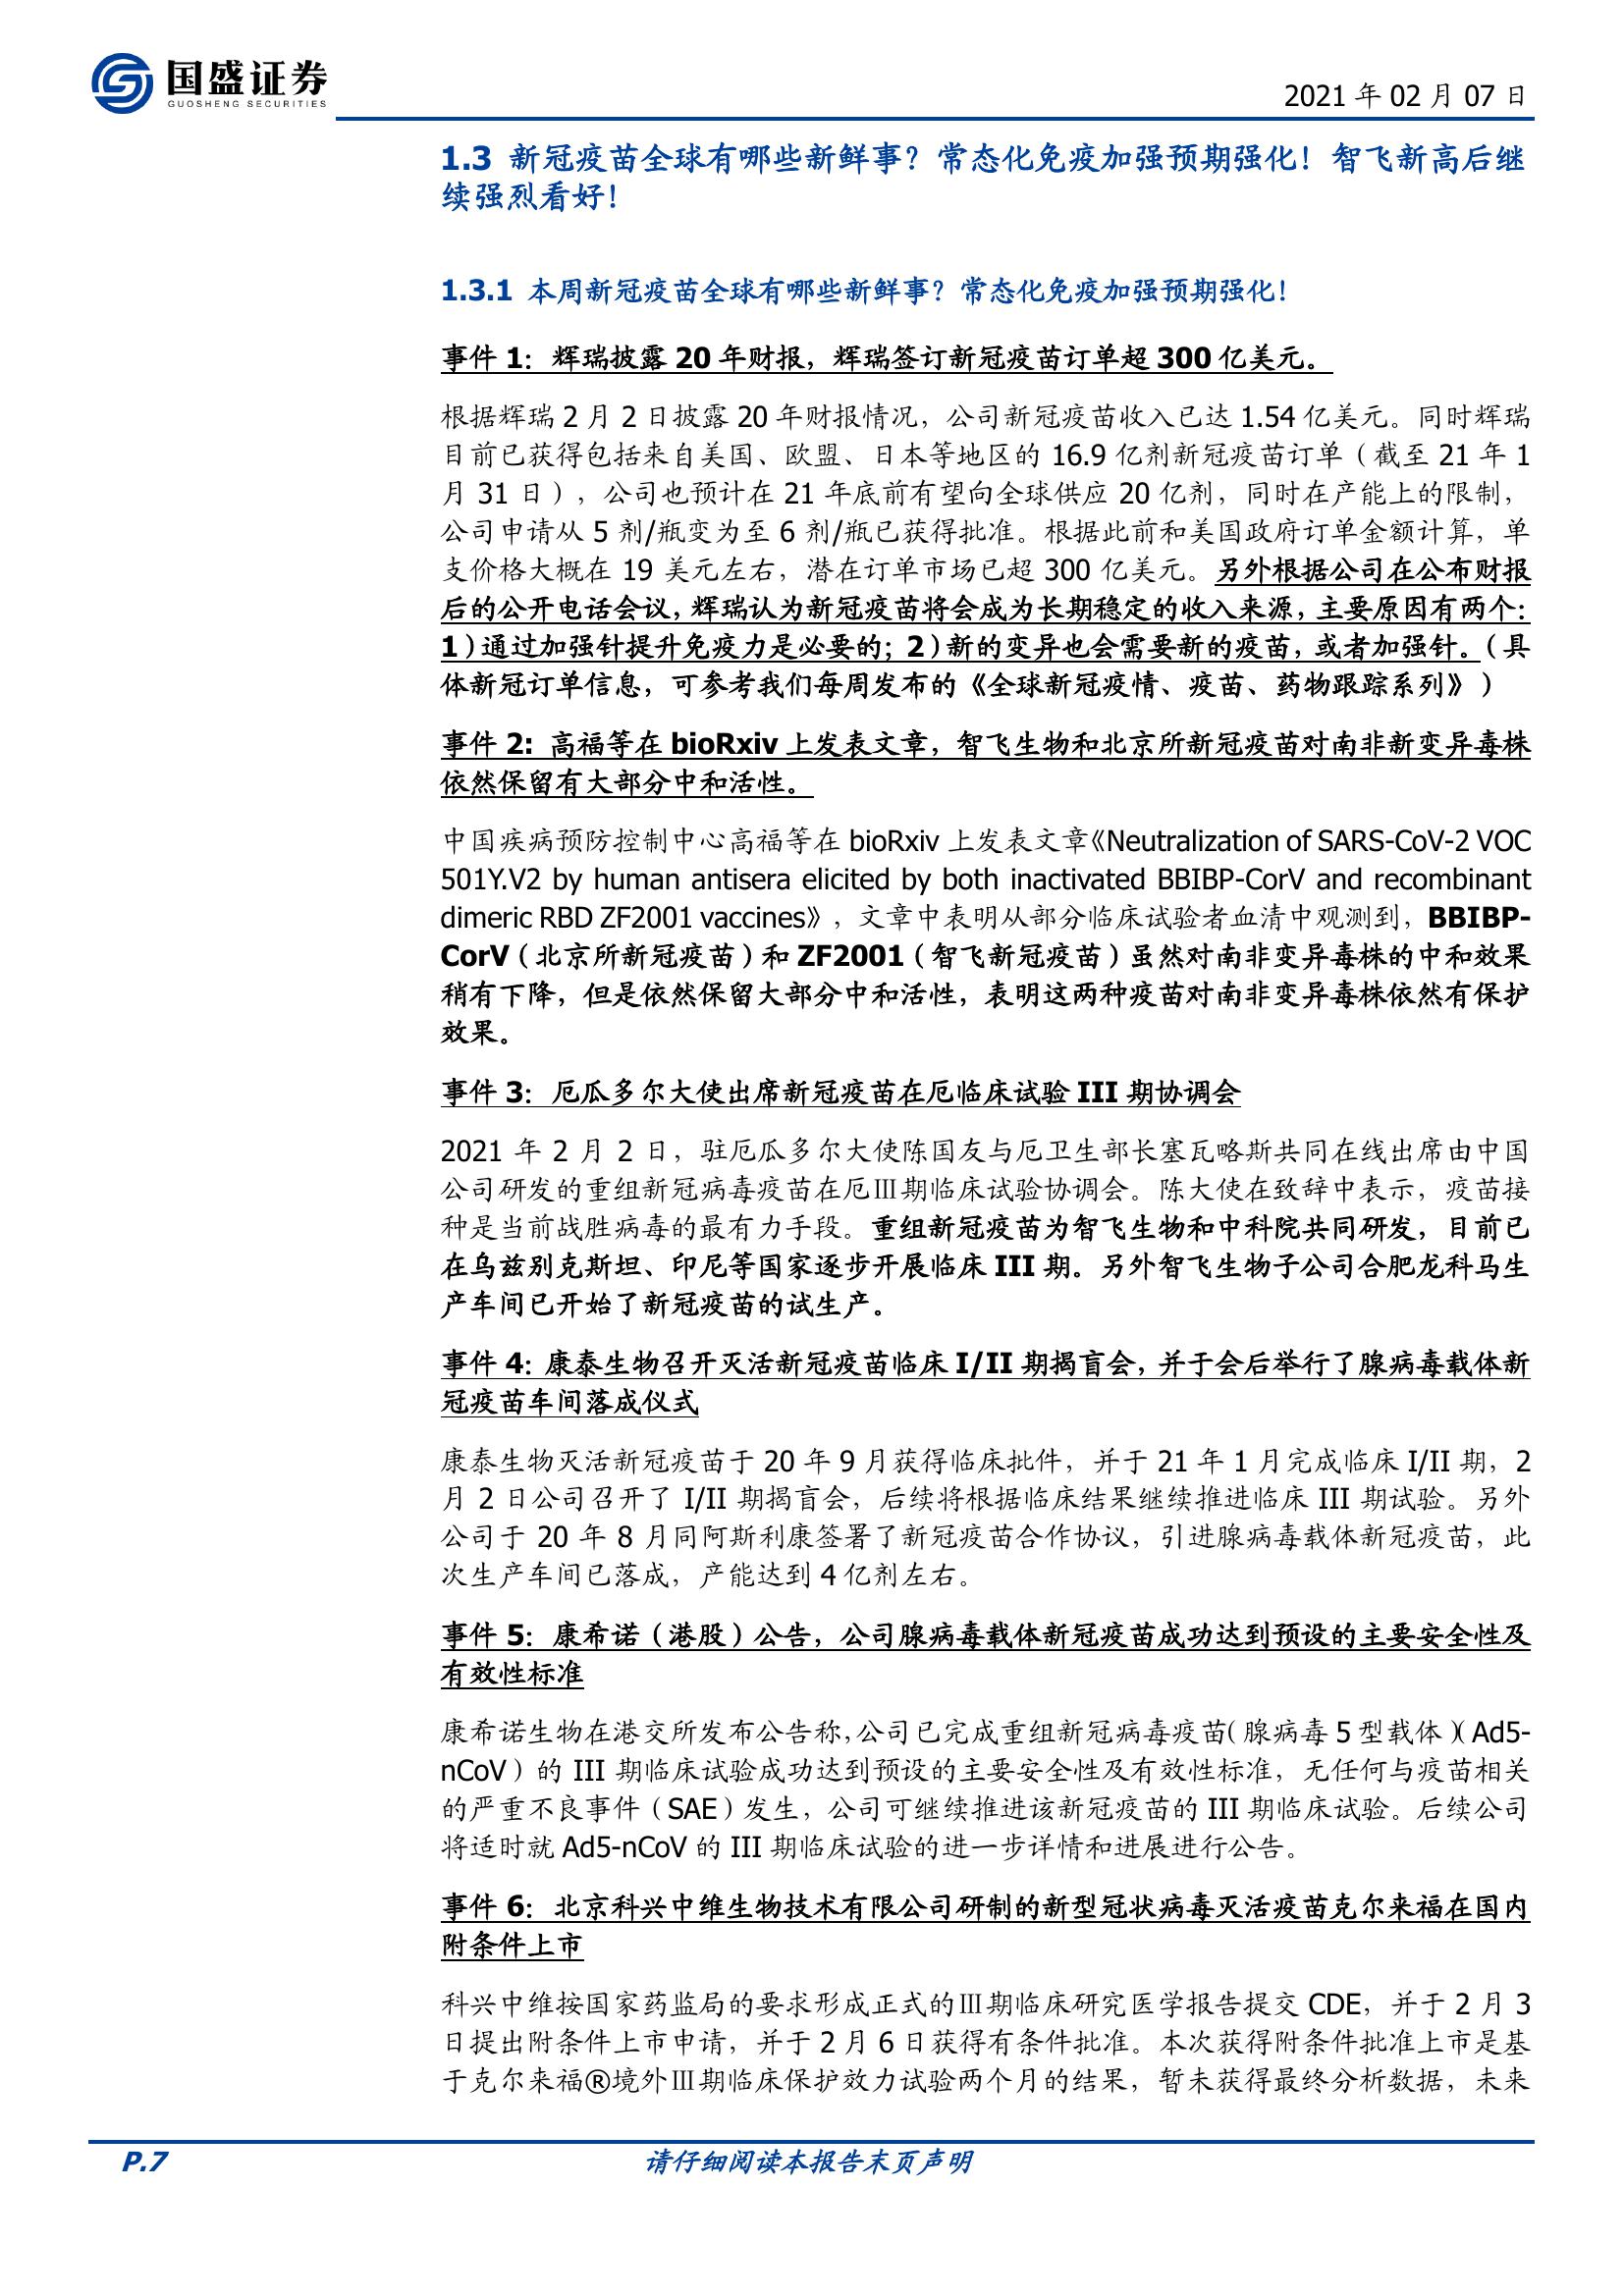 国盛证券
GUOSHENG SECURITIES
2021 年 02 月 07 日
1.3 新冠疫苗全球有哪些新鲜事？常态化免疫加强预期强化！智飞新高后继
续强烈看好！
1.3.1 本周新冠疫苗全球有哪些新鲜事？常态化免疫加强预期强化！
事件 1：辉瑞披露 20 年财报，辉瑞签订新冠疫苗订单超 300 亿美元。
根据辉瑞 2 月 2 日披露 20 年财报情况，公司新冠疫苗收入已达 1.54 亿美元。同时辉瑞
目前已获得包括来自美国、欧盟、日本等地区的 16.9 亿剂新冠疫苗订单（截至 21 年 1
月 31 日），公司也预计在 21 年底前有望向全球供应 20 亿剂，同时在产能上的限制，
公司申请从 5 剂/瓶变为至 6 剂/瓶已获得批准。根据此前和美国政府订单金额计算，单
支价格大概在 19 美元左右，潜在订单市场已超 300 亿美元。另外根据公司在公布财报
后的公开电话会议，辉瑞认为新冠疫苗将会成为长期稳定的收入来源，主要原因有两个：
1）通过加强针提升免疫力是必要的；2）新的变异也会需要新的疫苗，或者加强针。（具
体新冠订单信息，可参考我们每周发布的《全球新冠疫情、疫苗、药物跟踪系列》）
事件 2: 高福等在 bioRxiv 上发表文章，智飞生物和北京所新冠疫苗对南非新变异毒株
依然保留有大部分中和活性。
中国疾病预防控制中心高福等在 bioRxiv 上发表文章《Neutralization of SARS-CoV-2 VOC
501Y.V2 by human antisera elicited by both inactivated BBIBP-CorV and recombinant
dimeric RBD ZF2001 vaccines》，文章中表明从部分临床试验者血清中观测到，BBIBP-
CorV（北京所新冠疫苗）和 ZF2001（智飞新冠疫苗）虽然对南非变异毒株的中和效果
稍有下降，但是依然保留大部分中和活性，表明这两种疫苗对南非变异毒株依然有保护
效果。
事件 3：厄瓜多尔大使出席新冠疫苗在厄临床试验 III 期协调会
2021 年 2 月 2 日，驻厄瓜多尔大使陈国友与厄卫生部长塞瓦略斯共同在线出席由中国
公司研发的重组新冠病毒疫苗在厄Ⅲ期临床试验协调会。陈大使在致辞中表示，疫苗接
种是当前战胜病毒的最有力手段。重组新冠疫苗为智飞生物和中科院共同研发，目前已
在乌兹别克斯坦、印尼等国家逐步开展临床 III 期。另外智飞生物子公司合肥龙科马生
产车间已开始了新冠疫苗的试生产。
事件 4：康泰生物召开灭活新冠疫苗临床 I/II 期揭盲会，并于会后举行了腺病毒载体新
冠疫苗车间落成仪式
康泰生物灭活新冠疫苗于 20 年 9 月获得临床批件，并于 21 年 1 月完成临床 I/II 期，2
月 2 日公司召开了 I/II 期揭盲会，后续将根据临床结果继续推进临床 III 期试验。另外
公司于 20 年 8 月同阿斯利康签署了新冠疫苗合作协议，引进腺病毒载体新冠疫苗，此
次生产车间已落成，产能达到 4 亿剂左右。
事件 5：康希诺（港股）公告，公司腺病毒载体新冠疫苗成功达到预设的主要安全性及
有效性标准
康希诺生物在港交所发布公告称，公司已完成重组新冠病毒疫苗（腺病毒 5 型载体）（Ad5-
nCoV）的 III 期临床试验成功达到预设的主要安全性及有效性标准，无任何与疫苗相关
的严重不良事件（SAE）发生，公司可继续推进该新冠疫苗的 III 期临床试验。后续公司
将适时就 Ad5-nCoV 的 III 期临床试验的进一步详情和进展进行公告。
事件 6：北京科兴中维生物技术有限公司研制的新型冠状病毒灭活疫苗克尔来福在国内
附条件上市
科兴中维按国家药监局的要求形成正式的Ⅲ期临床研究医学报告提交 CDE，并于 2 月 3
日提出附条件上市申请，并于 2 月 6 日获得有条件批准。本次获得附条件批准上市是基
于克尔来福®境外Ⅲ期临床保护效力试验两个月的结果，暂未获得最终分析数据，未来
P.7
请仔细阅读本报告末页声明